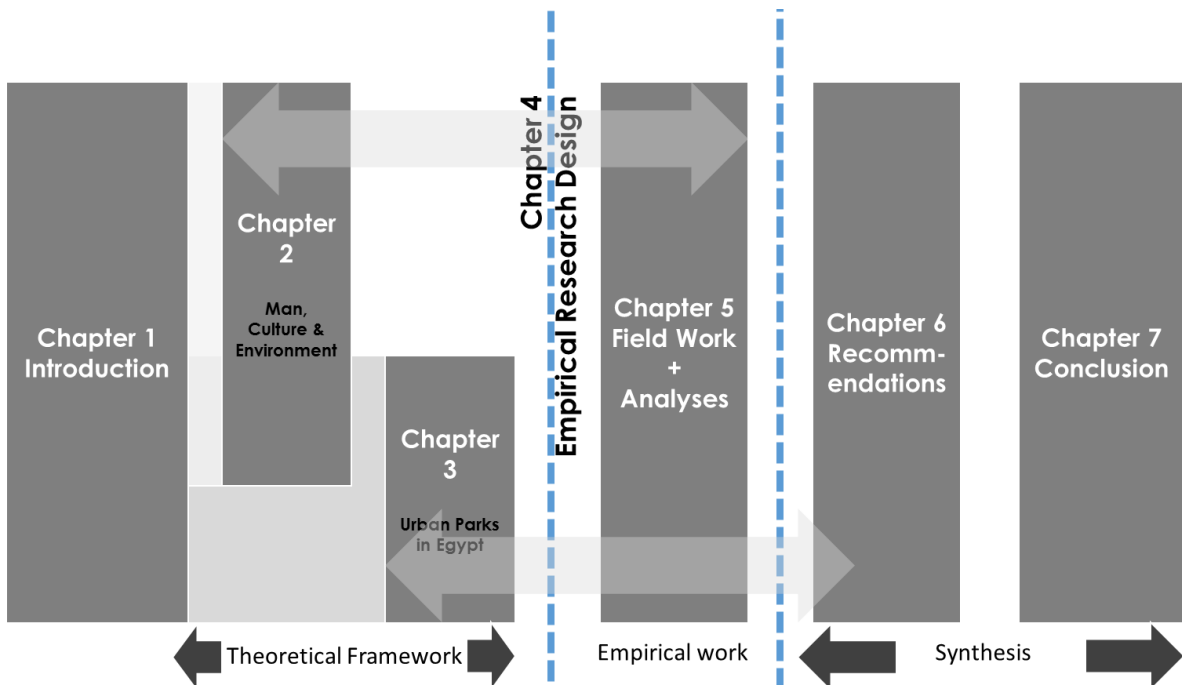 Chapter 1
Introduction
Chapter
2
Man,
Culture &
Environment
Chapter
3
Urban Parks
in Egypt
Chapter 4
Empirical Research Design
Chapter 5
Field Work
+
Analyses
Chapter 6
Recomm-
endations
Chapter 7
Conclusion
Theoretical Framework
Empirical work
Synthesis